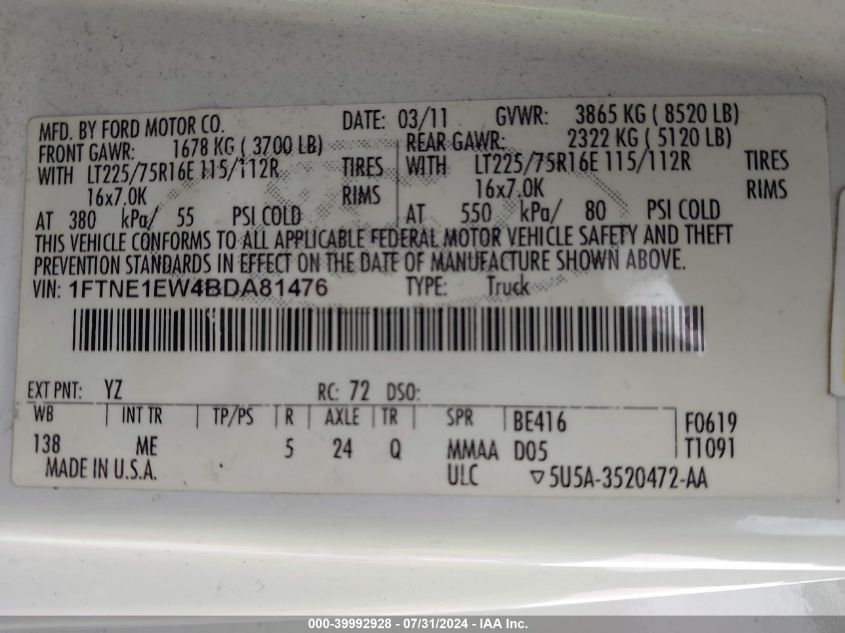 MFD. BY FORD MOTOR CO. DATE: 03/11 GVWR: 3865 KG ( 8520 LB)
FRONT GAWR: 1678 KG ( 3700 LB) REAR GAWR: 2322 KG ( 5120 LB)
WITH LT225/75R16E 115/112R TIRES WITH LT225/75R16E 115/112R TIRES
16x7.0K RIMS 16x7.0K RIMS
AT 380 kPa/ 55 PSI COLD AT 550 kPa/ 80 PSI COLD
THIS VEHICLE CONFORMS TO ALL APPLICABLE FEDERAL MOTOR VEHICLE SAFETY AND THEFT
PREVENTION STANDARDS IN EFFECT ON THE DATE OF MANUFACTURE SHOWN ABOVE.
VIN: 1FTNE1EW4BDA81476 TYPE: Truck
EXT PNT: YZ RC: 72 DSO:
WB INT TR TP/PS R AXLE TR SPR BE416 F0619
138 ME 5 24 Q MMAA D05 T1091
MADE IN U.S.A. ULC ▽5U5A-3520472-AA
000-39992928 - 07/31/2024 - IAA Inc.